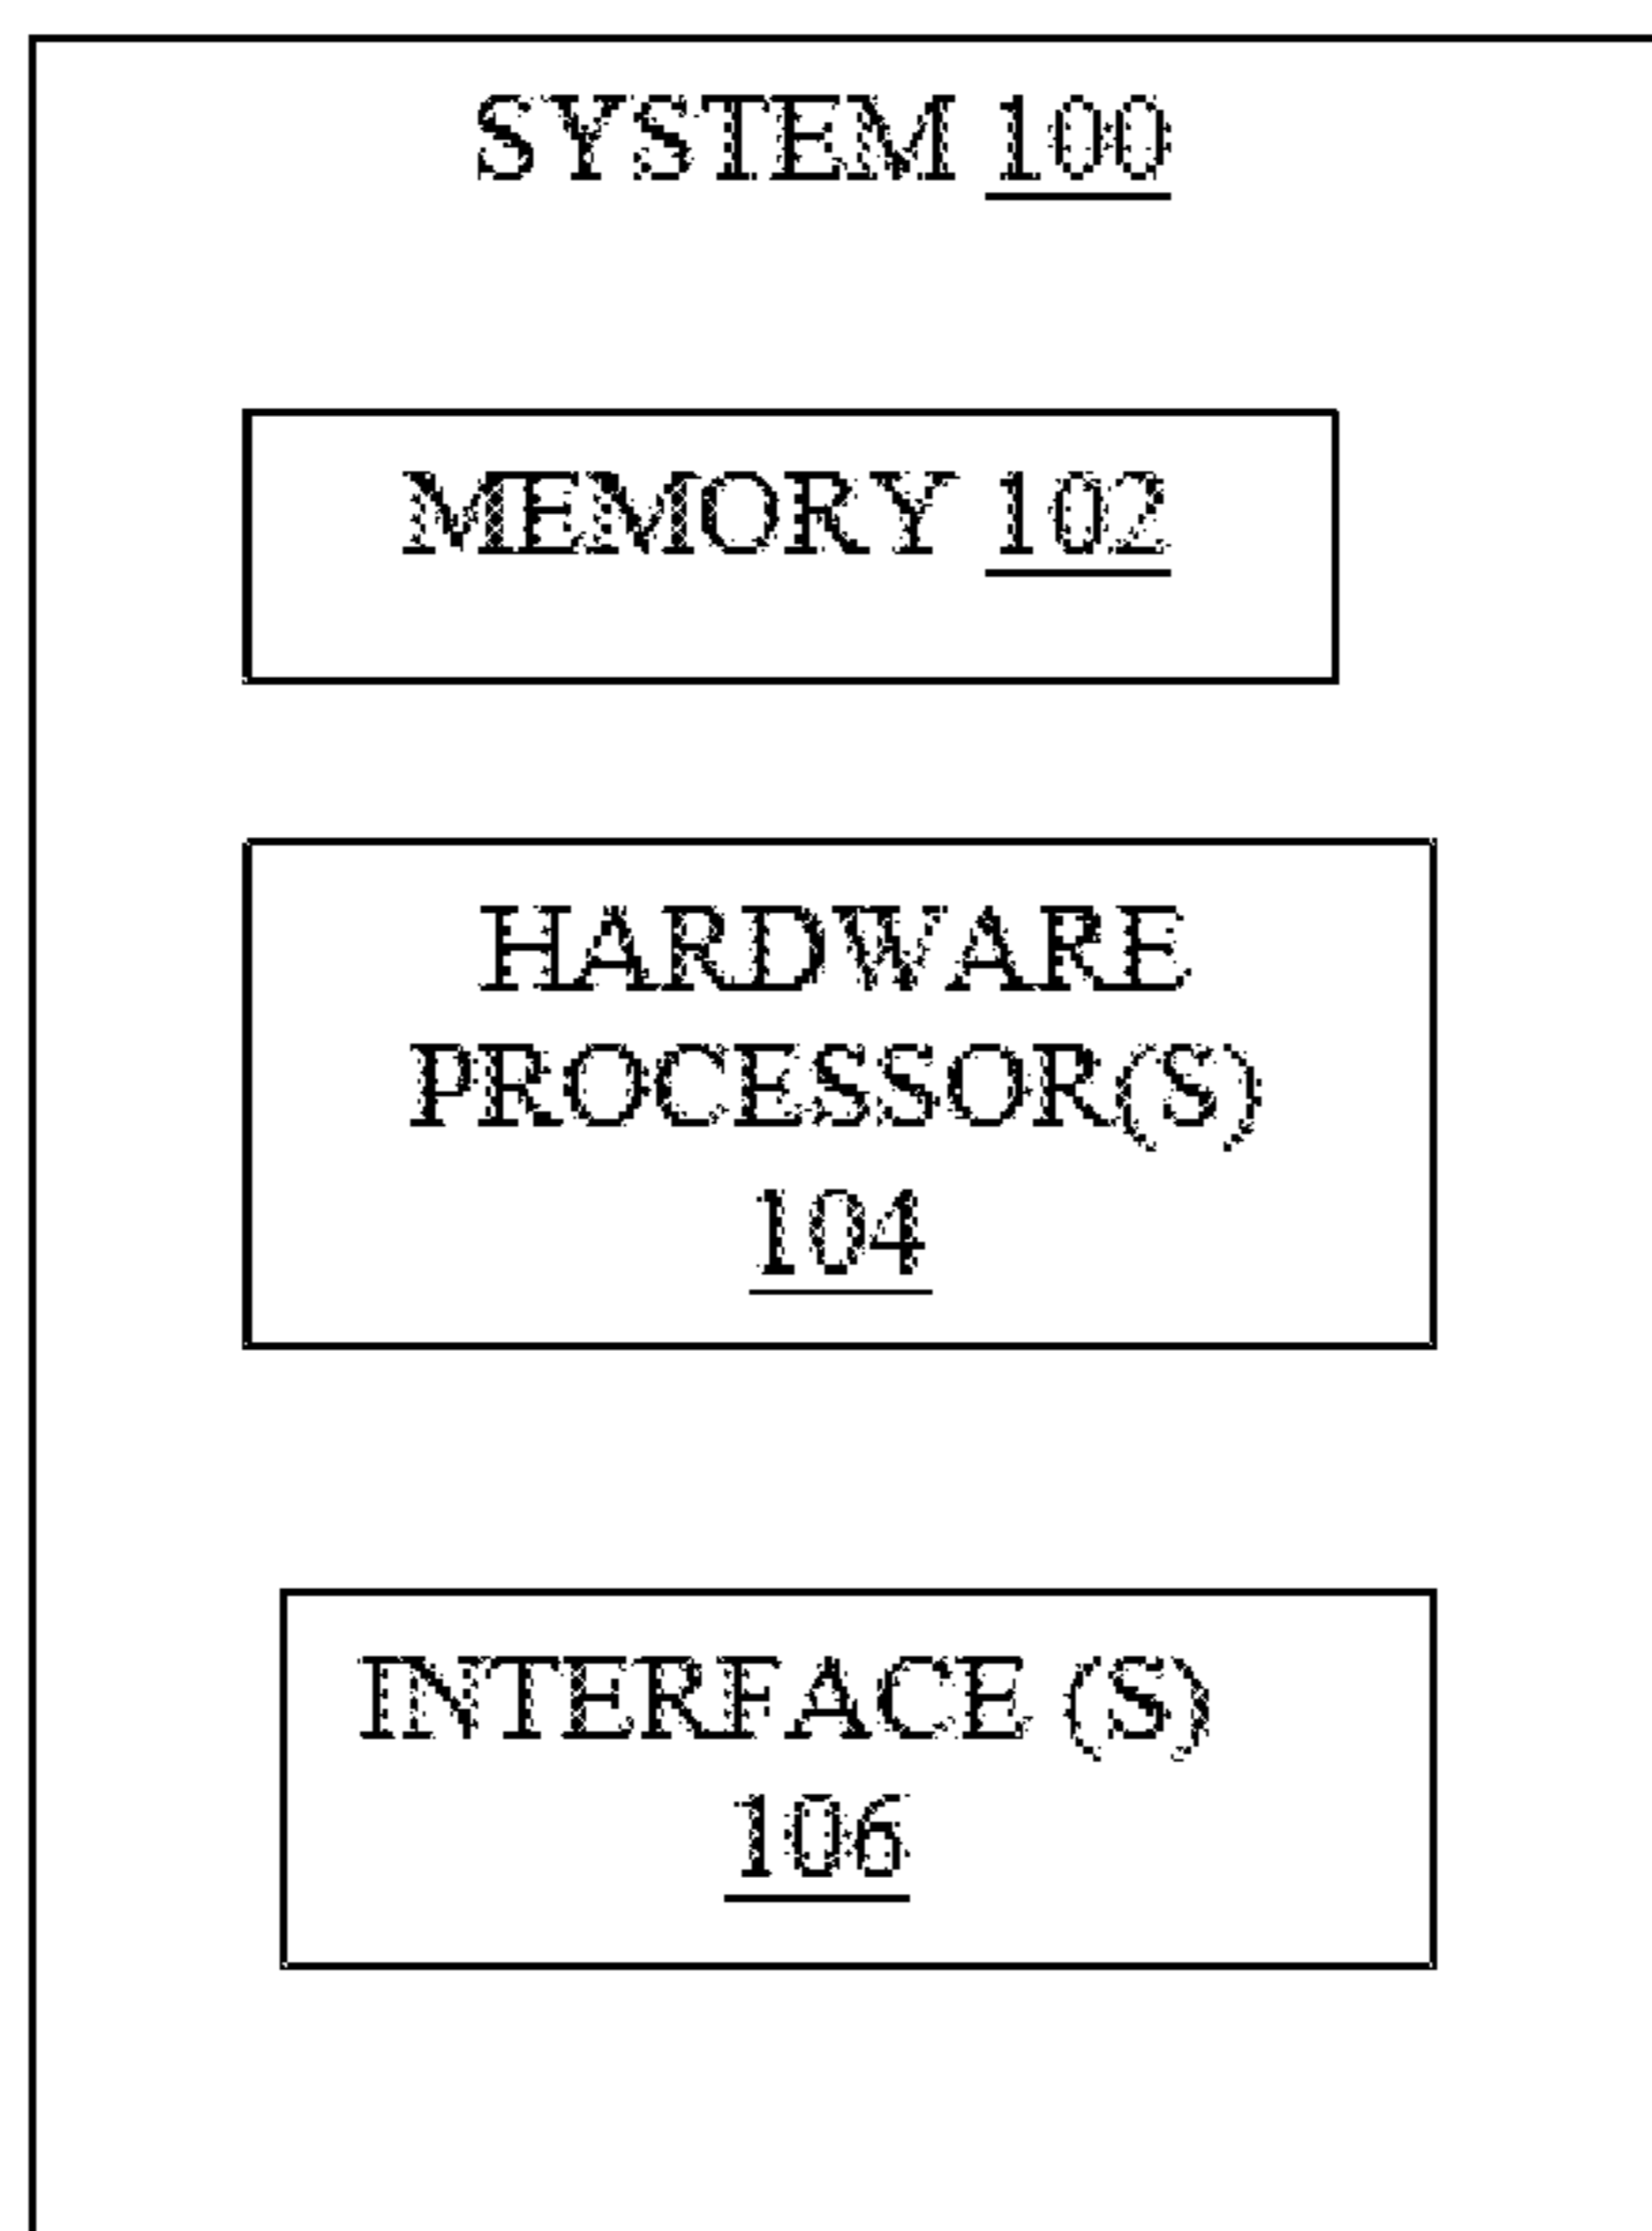 SYSTEM 100
MEMORY 102
HARDWARE
PROCESSOR(S)
104
INTERFACE (S)
106